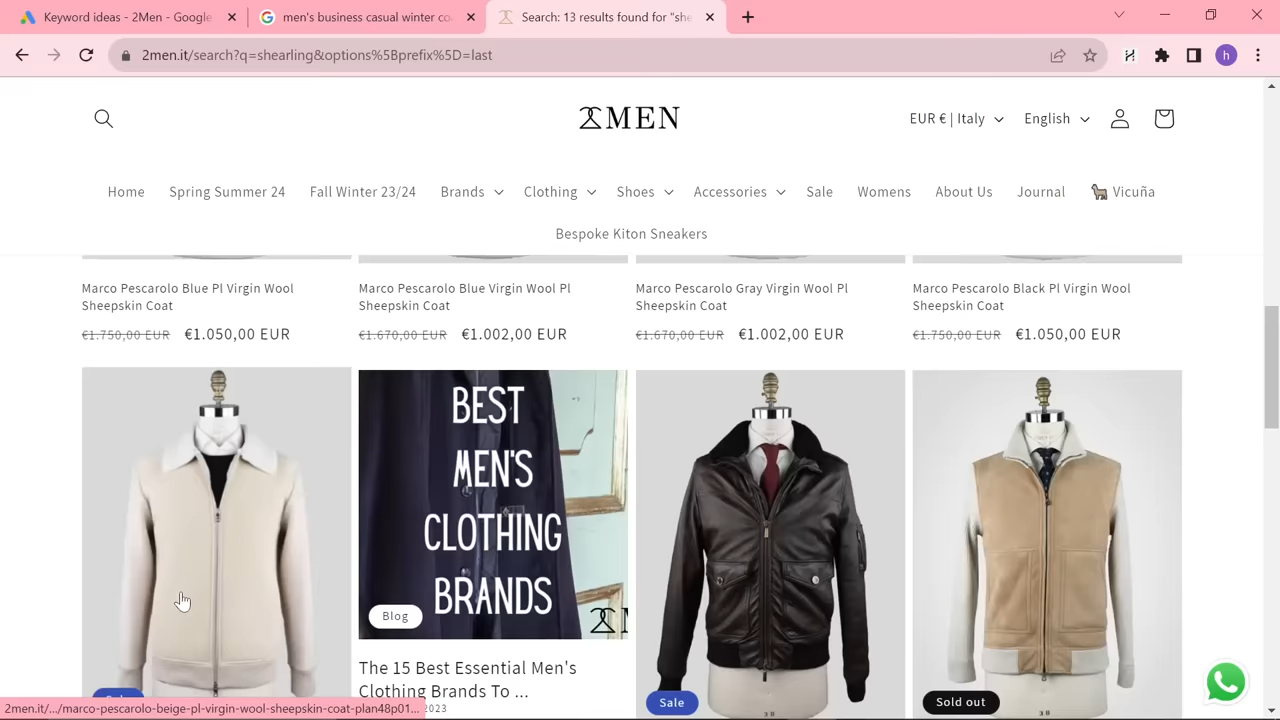 Keyword ideas - 2Men - Google
men's business casual winter co
Search: 13 results found for "she
2men.it/search?q=shearling&options%5Bprefix%5D=last
h
MEN
EUR € | Italy
English
Home
Spring Summer 24
Fall Winter 23/24
Brands
Clothing
Shoes
Accessories
Sale
Womens
About Us
Journal
Vicuña
Bespoke Kiton Sneakers
Marco Pescarolo Blue Pl Virgin Wool
Sheepskin Coat
€1.750,00 EUR €1.050,00 EUR
Marco Pescarolo Blue Virgin Wool Pl
Sheepskin Coat
€1.670,00 EUR €1.002,00 EUR
Marco Pescarolo Gray Virgin Wool Pl
Sheepskin Coat
€1.670,00 EUR €1.002,00 EUR
Marco Pescarolo Black Pl Virgin Wool
Sheepskin Coat
€1.750,00 EUR €1.050,00 EUR
BEST
MEN'S
CLOTHING
BRANDS
Blog
The 15 Best Essential Men's
Clothing Brands To ...
2023
Sale
Sold out
2men.it/.../marco-pescarolo-beige-pl-virgin-wool-sheepskin-coat-plan48p01...